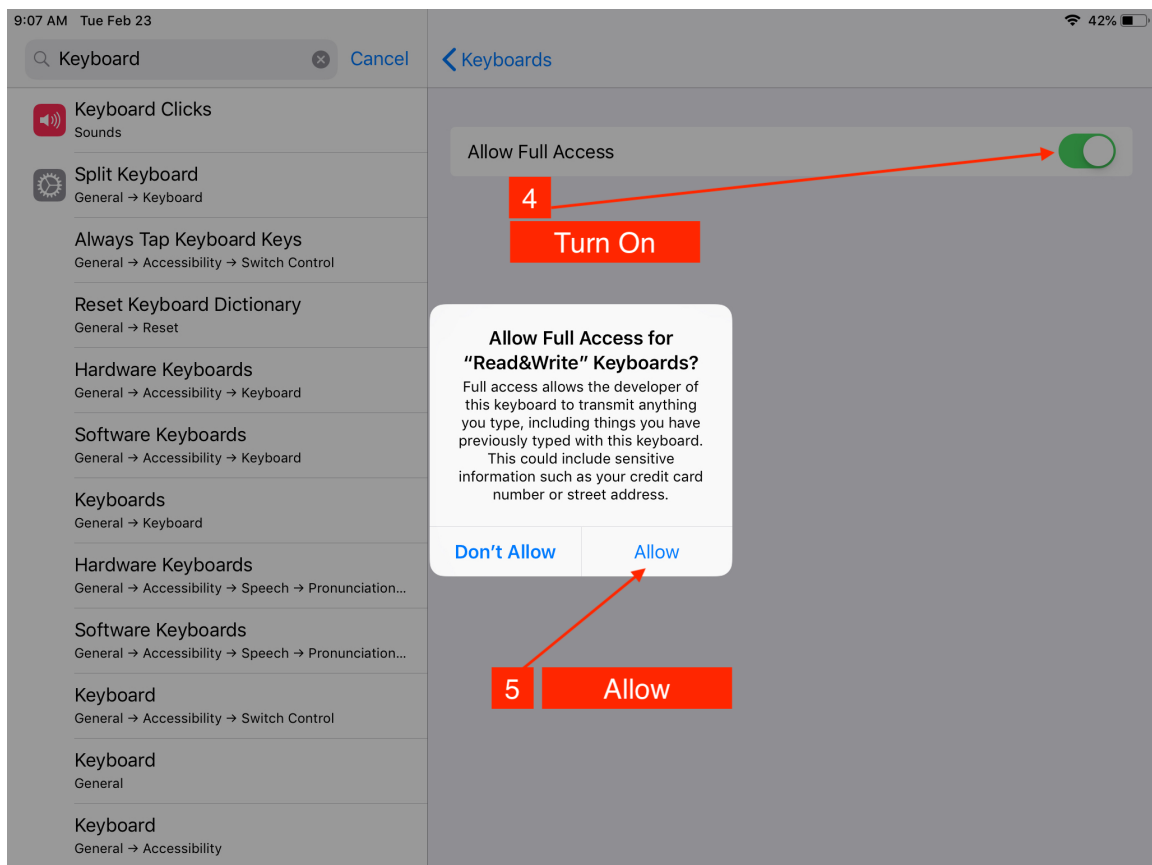 9:07 AM Tue Feb 23
42%
Keyboard
Cancel
Keyboards
Keyboard Clicks
Sounds
Split Keyboard
General → Keyboard
Always Tap Keyboard Keys
General → Accessibility → Switch Control
Reset Keyboard Dictionary
General → Reset
Hardware Keyboards
General → Accessibility → Keyboard
Software Keyboards
General → Accessibility → Keyboard
Keyboards
General → Keyboard
Hardware Keyboards
General → Accessibility → Speech → Pronunciation...
Software Keyboards
General → Accessibility → Speech → Pronunciation...
Keyboard
General → Accessibility → Switch Control
Keyboard
General
Keyboard
General → Accessibility
Allow Full Access
4
Turn On
Allow Full Access for
“Read&Write” Keyboards?
Full access allows the developer of
this keyboard to transmit anything
you type, including things you have
previously typed with this keyboard.
This could include sensitive
information such as your credit card
number or street address.
Don’t Allow
Allow
5
Allow